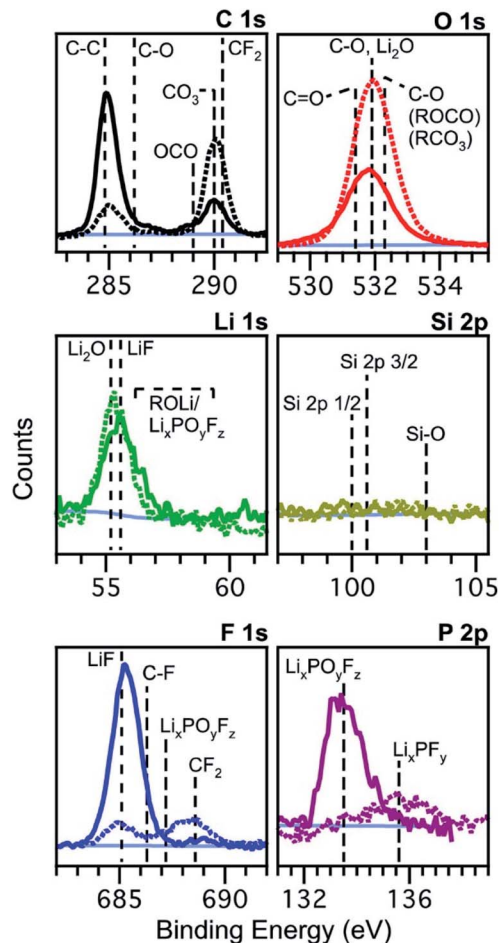 C 1s
C-C
C-O
CF2
CO3
OCO
285
290
O 1s
C-O, Li2O
C=O
C-O
(ROCO)
(RCO3)
530
532
534
Li 1s
Li2O
LiF
ROLi/
LixPOyFz
55
60
Si 2p
Si 2p 3/2
Si 2p 1/2
Si-O
100
105
Counts
F 1s
LiF
C-F
LixPOyFz
CF2
685
690
P 2p
LixPOyFz
LixPFy
132
136
Binding Energy (eV)